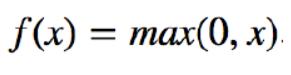 f(x) = max(0, x).